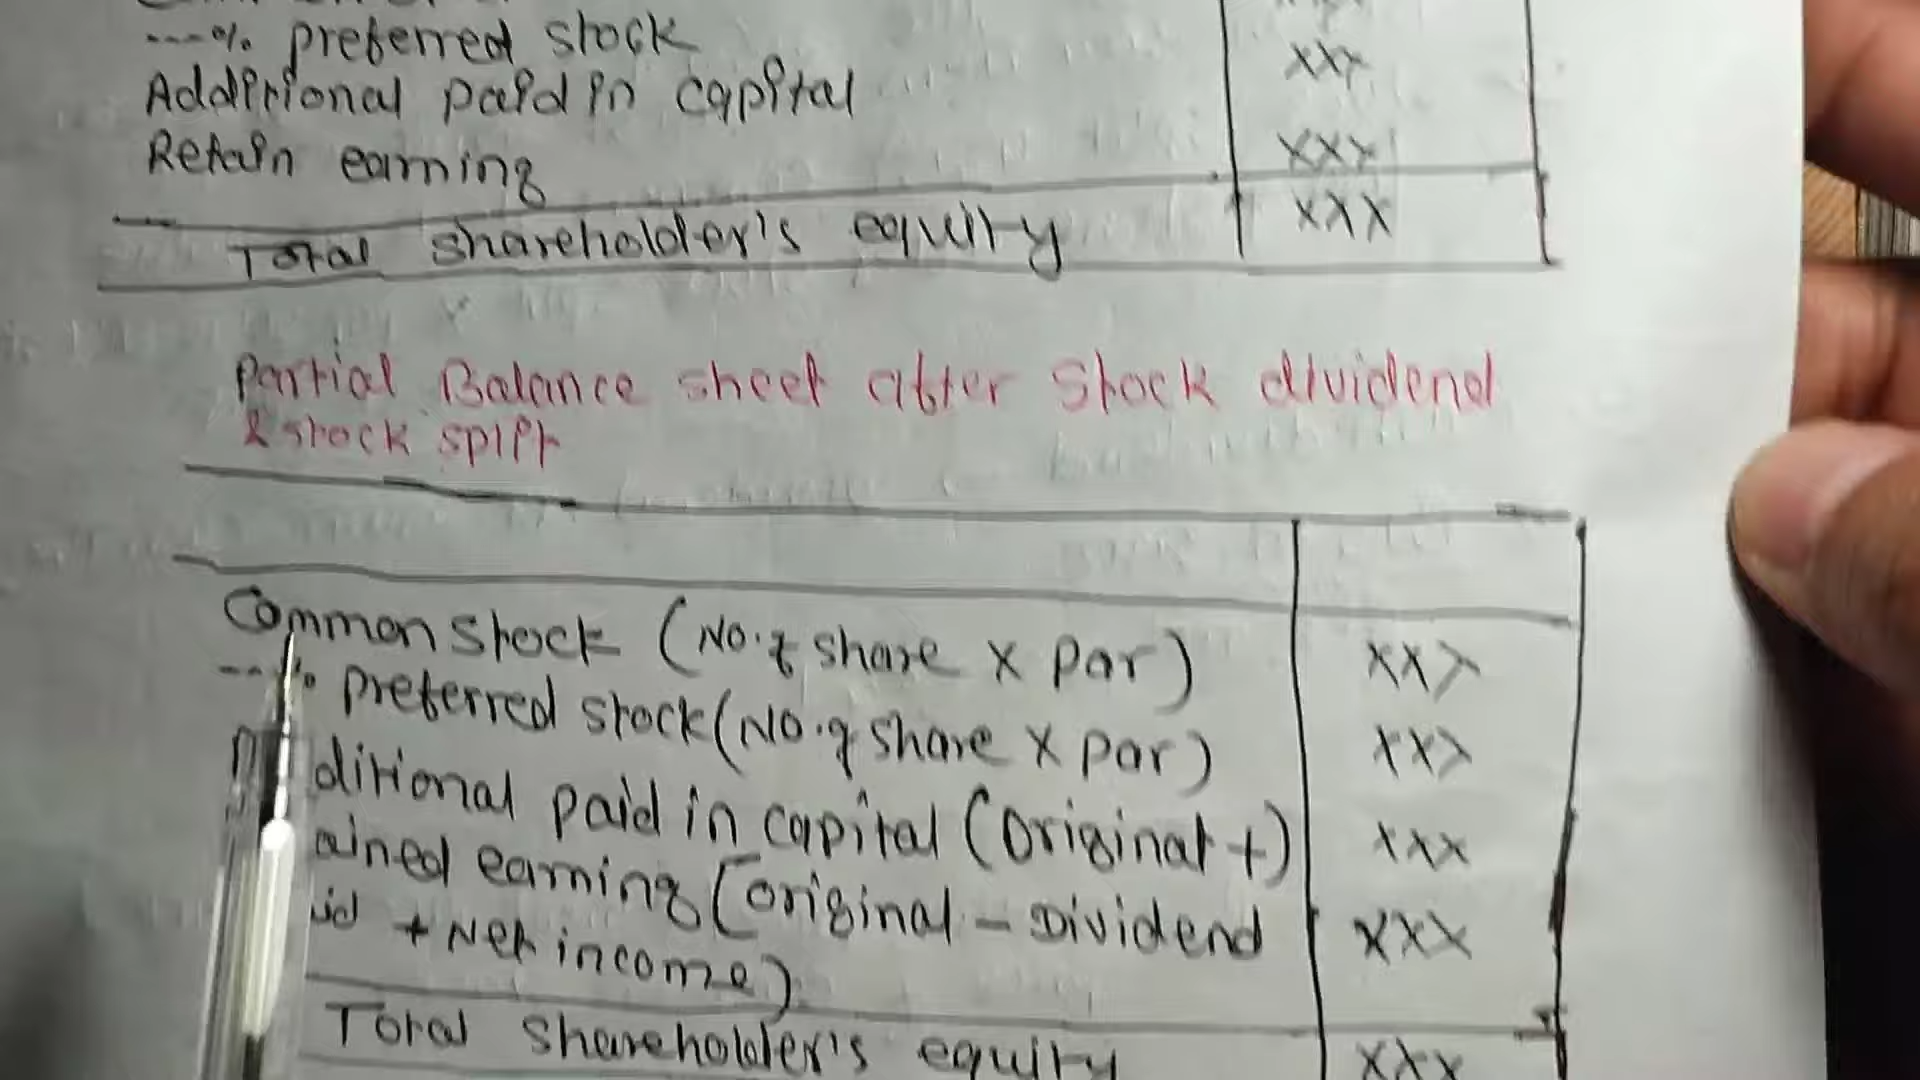 ---% preferred stock
xxx
Additional paid in capital
Retain earning
xxx
Total shareholder's equity
xxx
Partial Balance sheet after stock dividend
& stock split
Common stock (No. of share x par)
xxx
---% preferred stock (No. of share x par)
xxx
ditional paid in capital (Original +)
xxx
ained earning (original - Dividend
xxx
id + Net income)
Total shareholder's equity
xxx